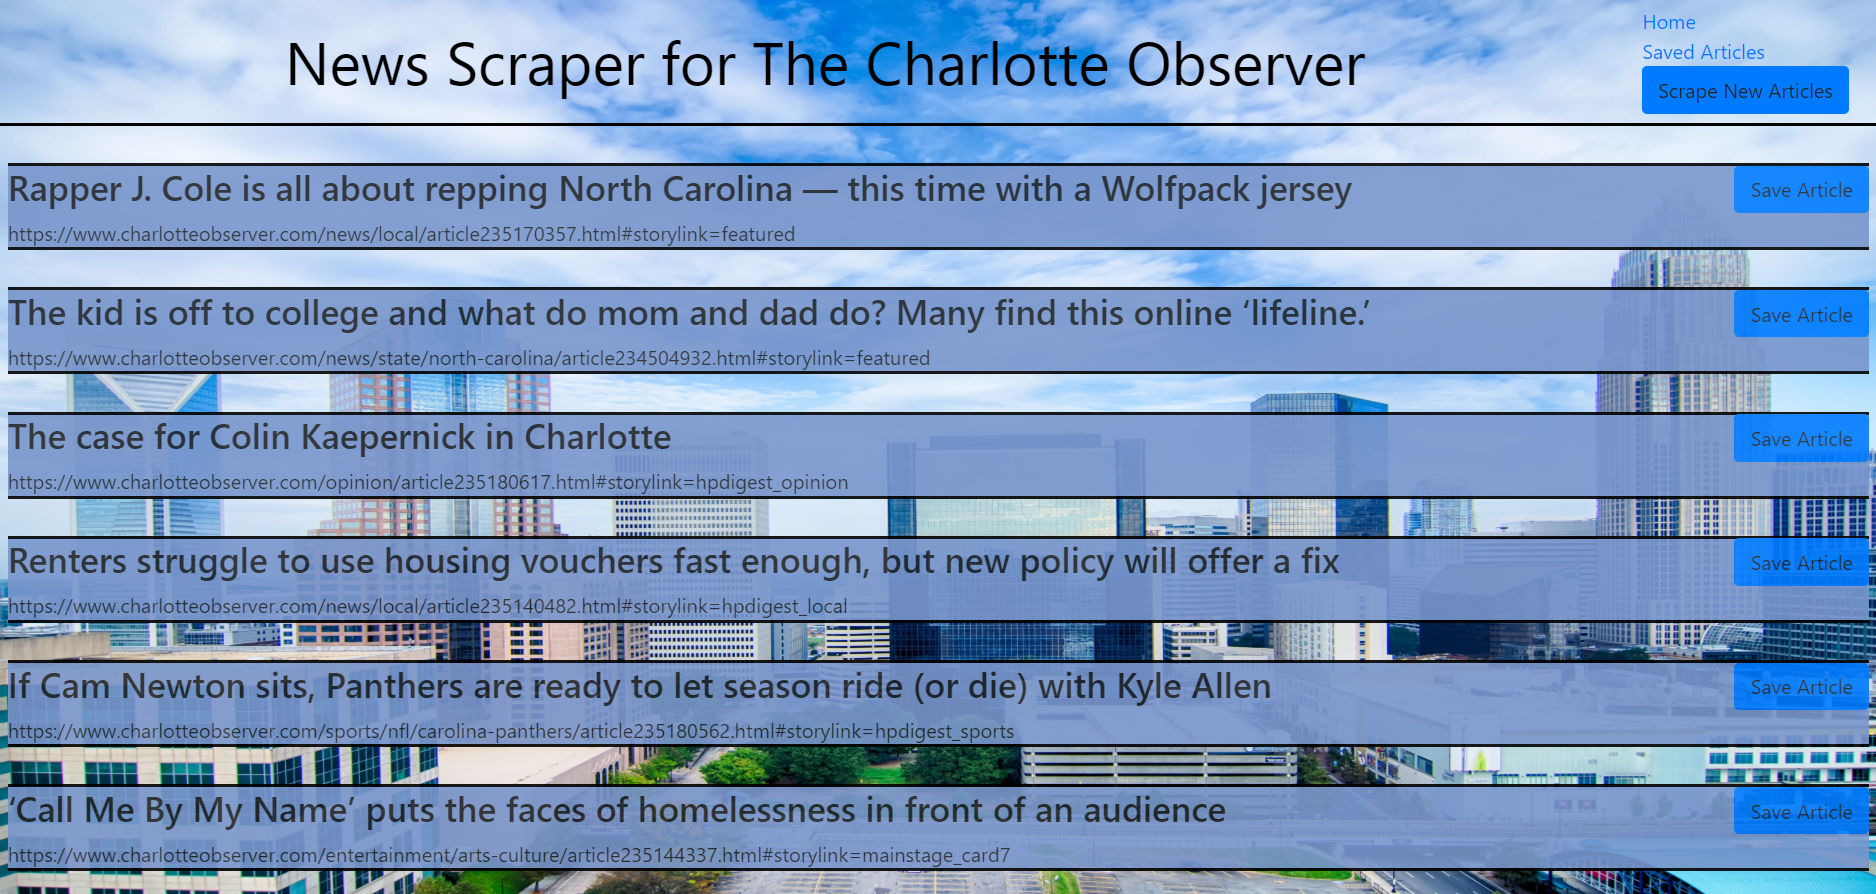 News Scraper for The Charlotte Observer
Home
Saved Articles
Scrape New Articles
Rapper J. Cole is all about repping North Carolina — this time with a Wolfpack jersey
Save Article
https://www.charlotteobserver.com/news/local/article235170357.html#storylink=featured
The kid is off to college and what do mom and dad do? Many find this online ‘lifeline.’
Save Article
https://www.charlotteobserver.com/news/state/north-carolina/article234504932.html#storylink=featured
The case for Colin Kaepernick in Charlotte
Save Article
https://www.charlotteobserver.com/opinion/article235180617.html#storylink=hpdigest_opinion
Renters struggle to use housing vouchers fast enough, but new policy will offer a fix
Save Article
https://www.charlotteobserver.com/news/local/article235140482.html#storylink=hpdigest_local
If Cam Newton sits, Panthers are ready to let season ride (or die) with Kyle Allen
Save Article
https://www.charlotteobserver.com/sports/nfl/carolina-panthers/article235180562.html#storylink=hpdigest_sports
‘Call Me By My Name’ puts the faces of homelessness in front of an audience
Save Article
https://www.charlotteobserver.com/entertainment/arts-culture/article235144337.html#storylink=mainstage_card7